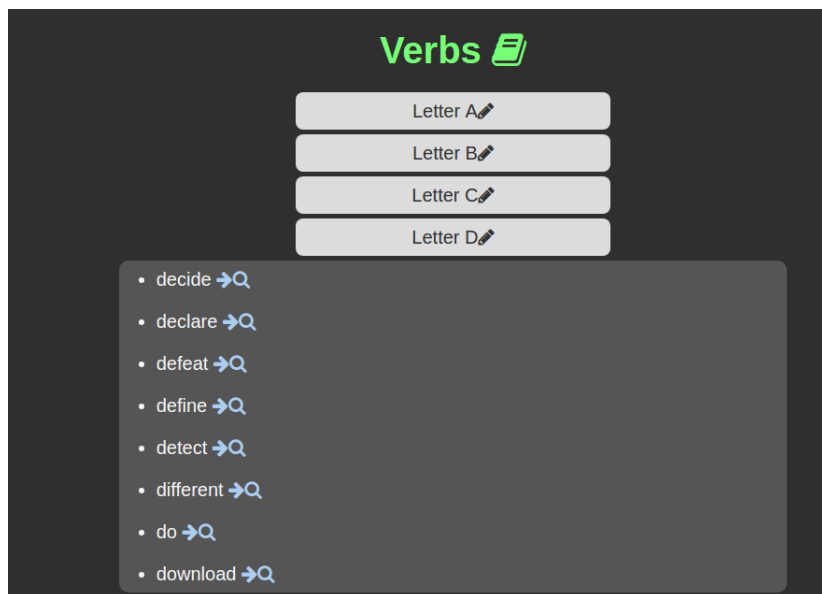 Verbs
Letter A
Letter B
Letter C
Letter D
decide
declare
defeat
define
detect
different
do
download